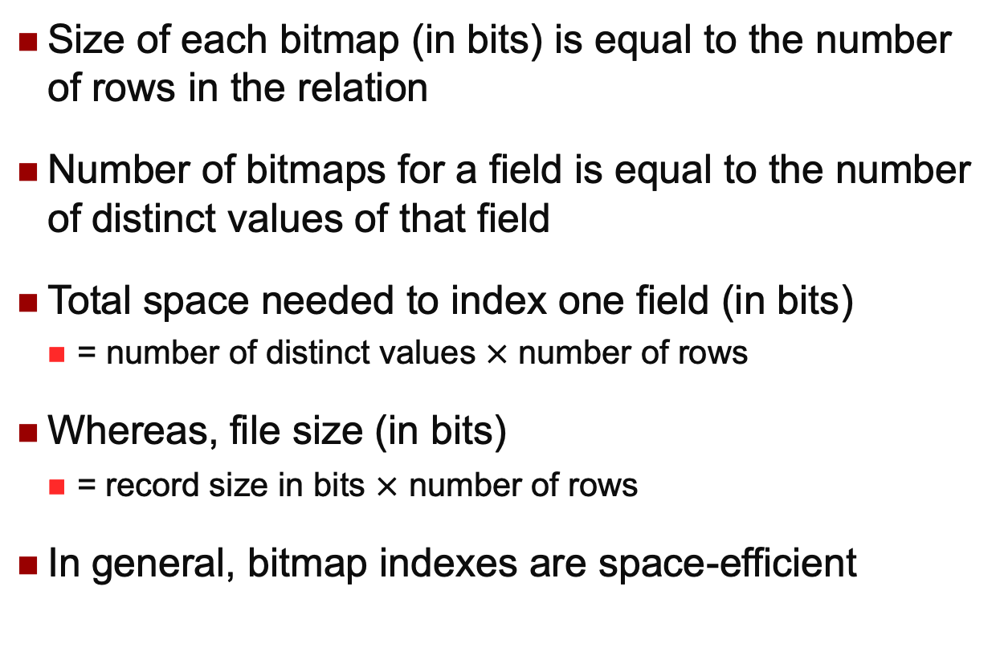 ■ Size of each bitmap (in bits) is equal to the number
of rows in the relation
■ Number of bitmaps for a field is equal to the number
of distinct values of that field
■ Total space needed to index one field (in bits)
■ = number of distinct values × number of rows
■ Whereas, file size (in bits)
■ = record size in bits × number of rows
■ In general, bitmap indexes are space-efficient